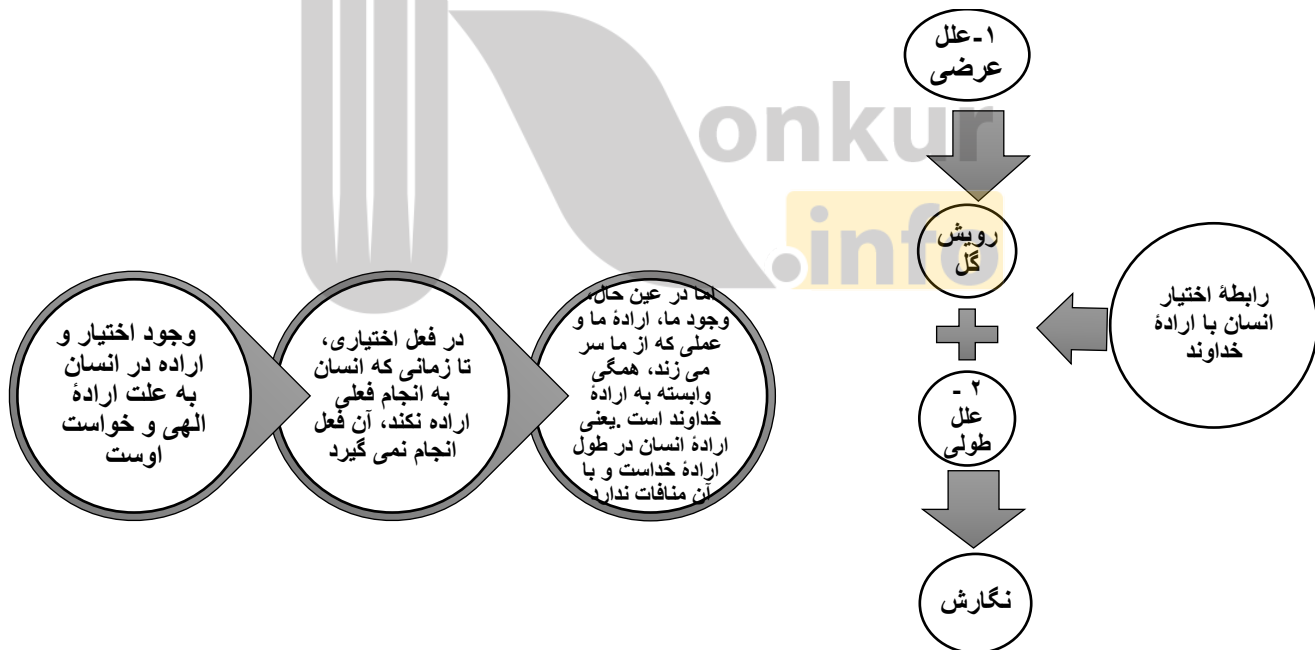 ۱-علل
عرضی
onkur
.info
رویش
گل
رابطهٔ اختیار
انسان با ارادهٔ
خداوند
۲ -
علل
طولی
نگارش
وجود اختیار و
اراده در انسان
به علت ارادهٔ
الهی و خواست
اوست
در فعل اختیاری،
تا زمانی که انسان
به انجام فعلی
اراده نکند، آن فعل
انجام نمی گیرد
اما در عین حال،
وجود ما، ارادهٔ ما و
عملی که از ما سر
می زند، همگی
وابسته به ارادهٔ
خداوند است .یعنی
ارادهٔ انسان در طول
ارادهٔ خداست و با
آن منافات ندارد